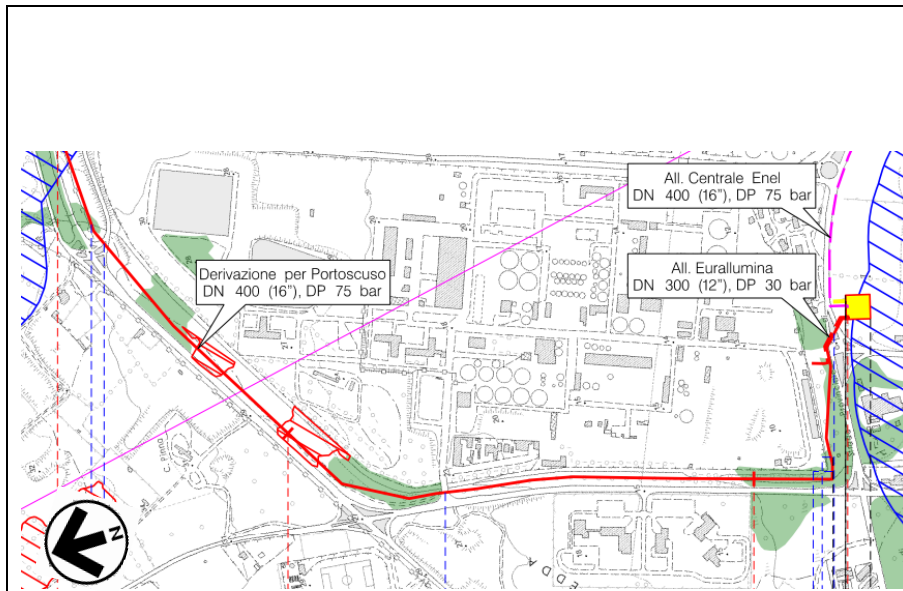 All. Centrale Enel
DN 400 (16"), DP 75 bar
Derivazione per Portoscuso
DN 400 (16"), DP 75 bar
All. Eurallumina
DN 300 (12"), DP 30 bar
C. Pinna
E D A
N